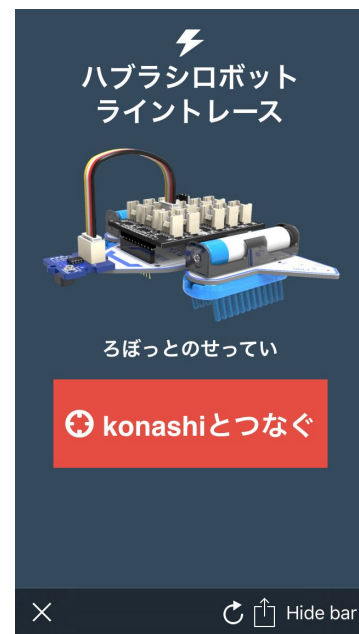 ハブラシロボット
ライントレース
ろぼっとのせってい
konashiとつなぐ
Hide bar